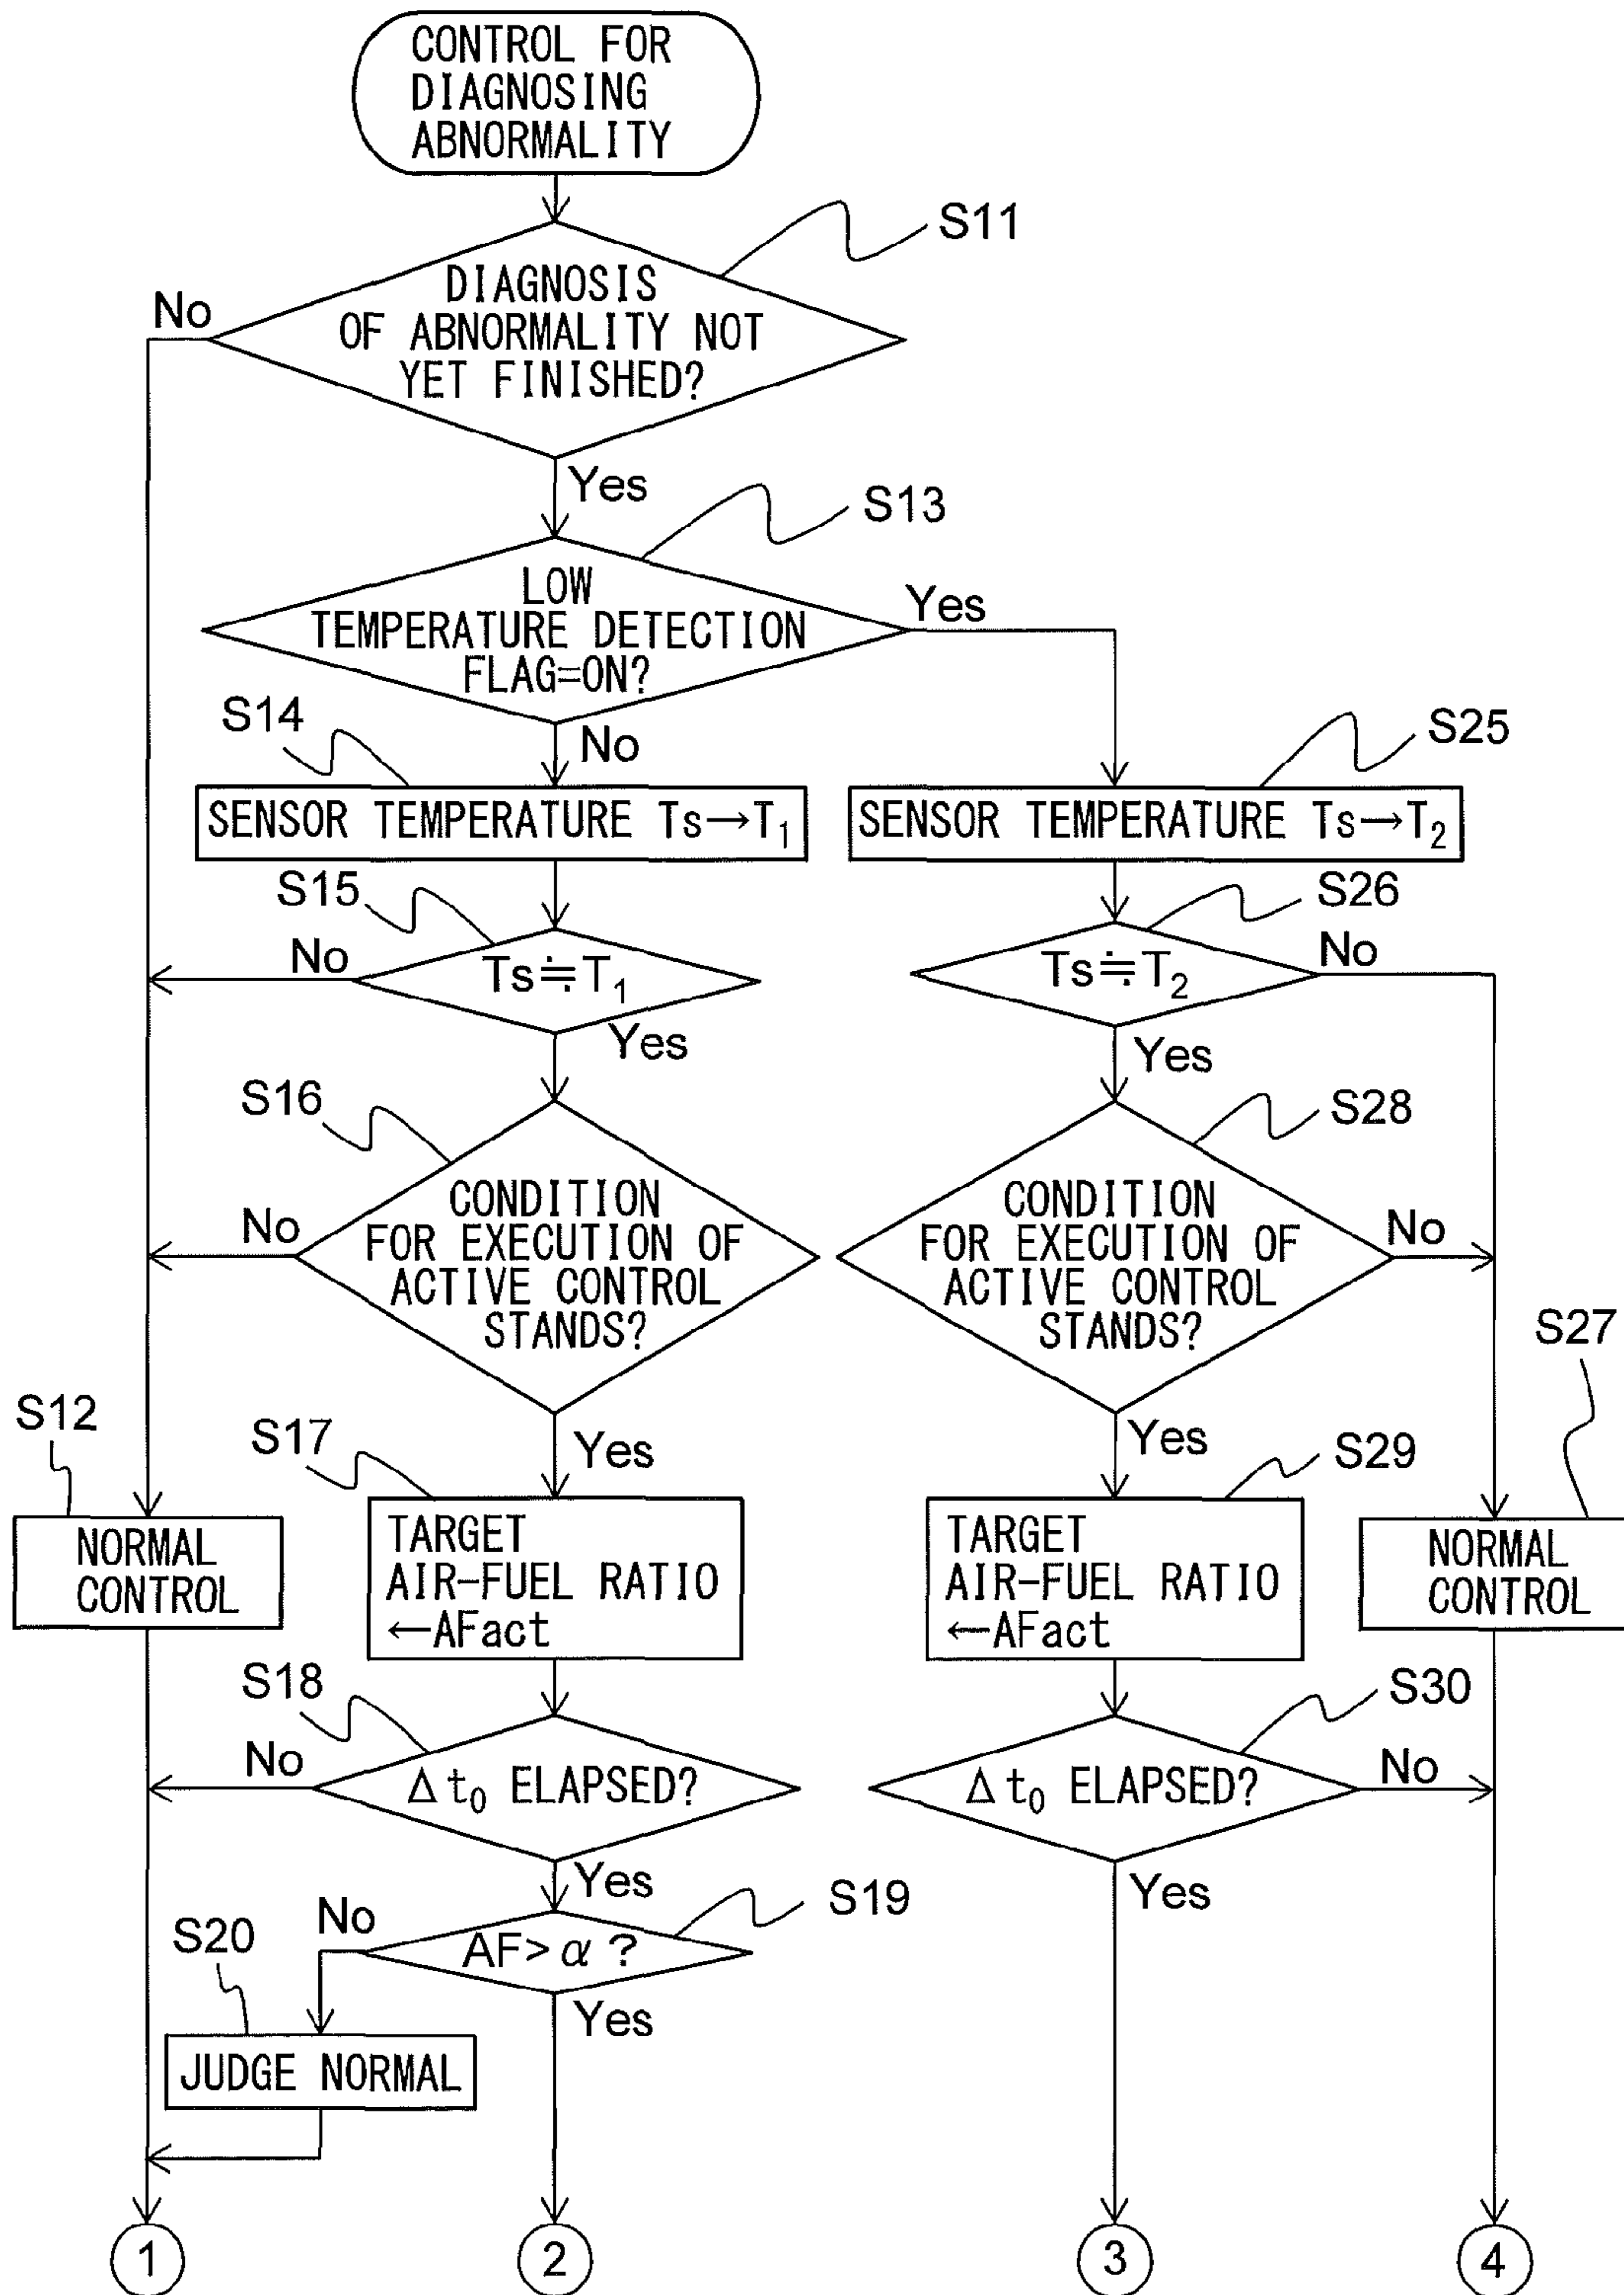 CONTROL FOR
DIAGNOSING
ABNORMALITY
S11
DIAGNOSIS
OF ABNORMALITY NOT
YET FINISHED?
No
Yes
S13
LOW
TEMPERATURE DETECTION
FLAG=ON?
Yes
No
S14
SENSOR TEMPERATURE Ts→T₁
S25
SENSOR TEMPERATURE Ts→T₂
S15
No
Ts≒T₁
Yes
S26
Ts≒T₂
No
Yes
S16
No
CONDITION
FOR EXECUTION OF
ACTIVE CONTROL
STANDS?
Yes
S28
CONDITION
FOR EXECUTION OF
ACTIVE CONTROL
STANDS?
No
Yes
S12
NORMAL
CONTROL
S17
TARGET
AIR-FUEL RATIO
←AFact
S29
TARGET
AIR-FUEL RATIO
←AFact
S27
NORMAL
CONTROL
S18
No
Δt₀ ELAPSED?
Yes
S30
Δt₀ ELAPSED?
No
Yes
S19
No
AF>α?
Yes
S20
JUDGE NORMAL
1
2
3
4